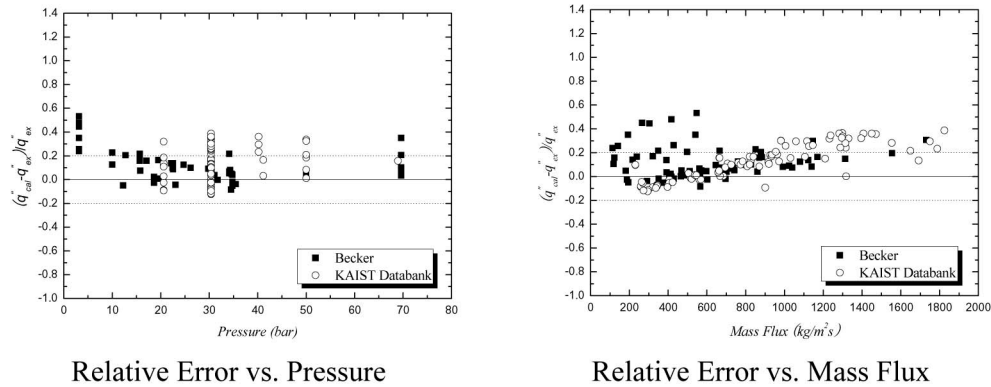 1.4
1.2
1.0
0.8
0.6
0.4
0.2
0.0
-0.2
-0.4
-0.6
-0.8
-1.0
(q"cal-q"ex)/q"ex
0 10 20 30 40 50 60 70 80
Pressure (bar)
Becker
KAIST Databank
Relative Error vs. Pressure
1.4
1.2
1.0
0.8
0.6
0.4
0.2
0.0
-0.2
-0.4
-0.6
-0.8
-1.0
(q"cal-q"ex)/q"ex
0 200 400 600 800 1000 1200 1400 1600 1800 2000
Mass Flux (kg/m²s)
Becker
KAIST Databank
Relative Error vs. Mass Flux